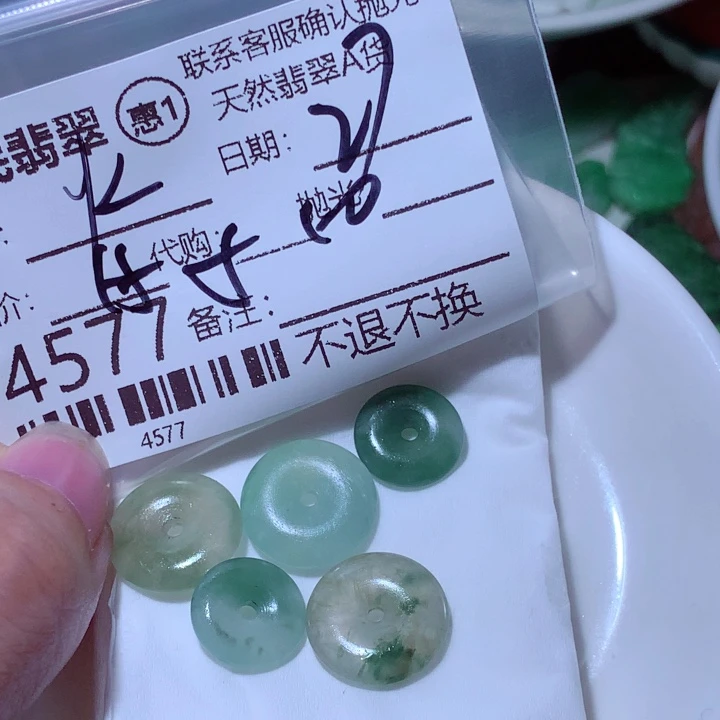 联系客服确认抛光
翡翠 惠1 天然翡翠A货
日期：
代购： 抛光
价：
4577 备注：
不退不换
4577